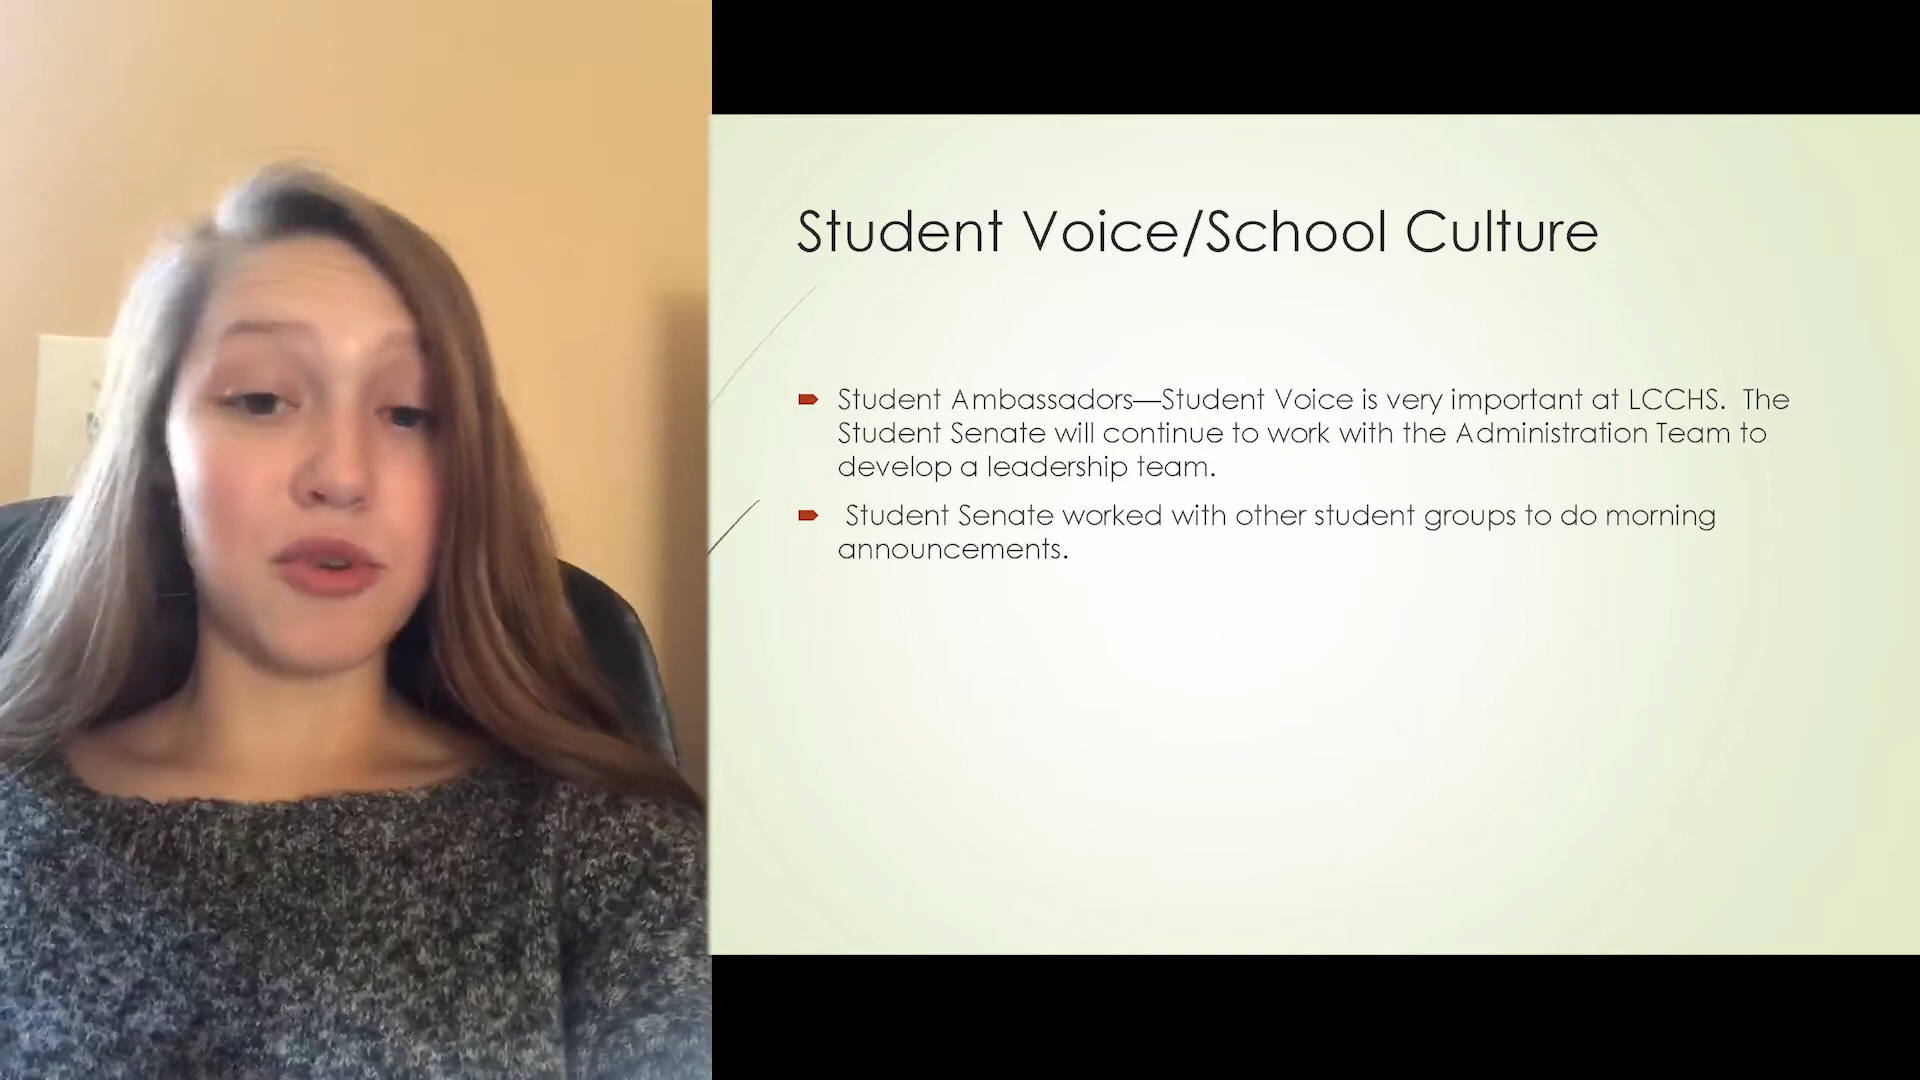 Student Voice/School Culture
Student Ambassadors—Student Voice is very important at LCCHS.  The
Student Senate will continue to work with the Administration Team to
develop a leadership team.
Student Senate worked with other student groups to do morning
announcements.